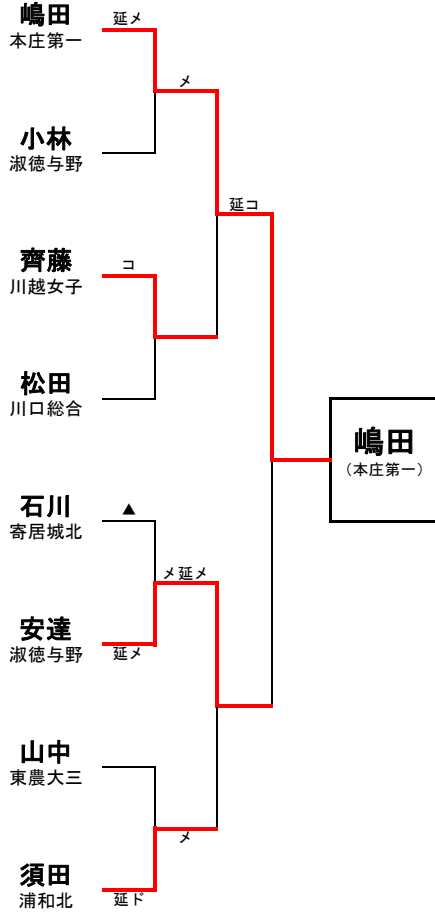 嶋田
本庄第一
延メ
メ
小林
淑徳与野
延コ
齊藤
川越女子
コ
松田
川口総合
嶋田
（本庄第一）
石川
寄居城北
▲
メ延メ
安達
淑徳与野
延メ
山中
東農大三
メ
須田
浦和北
延ド